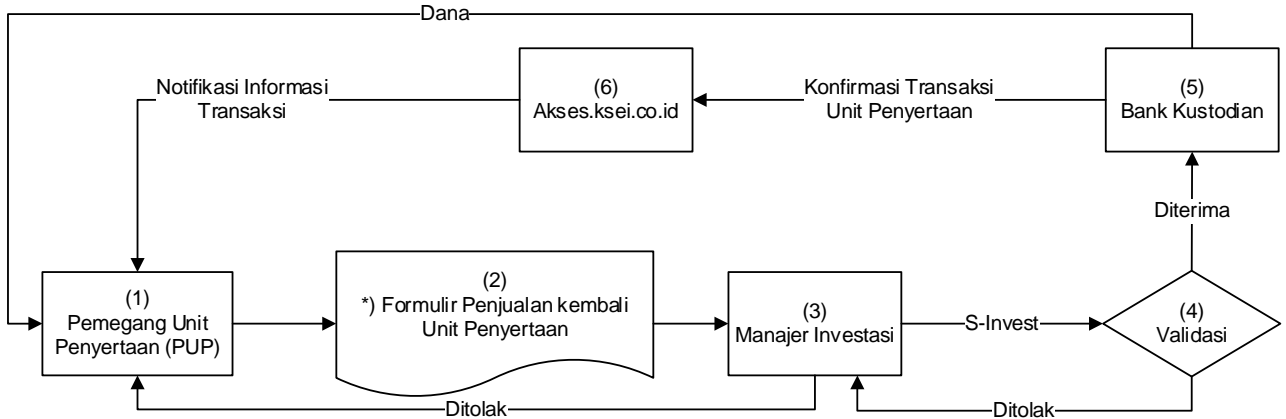 Dana
Notifikasi Informasi
Transaksi
(6)
Akses.ksei.co.id
Konfirmasi Transaksi
Unit Penyertaan
(5)
Bank Kustodian
Diterima
(1)
Pemegang Unit
Penyertaan (PUP)
(2)
*) Formulir Penjualan kembali
Unit Penyertaan
(3)
Manajer Investasi
S-Invest
(4)
Validasi
Ditolak
Ditolak